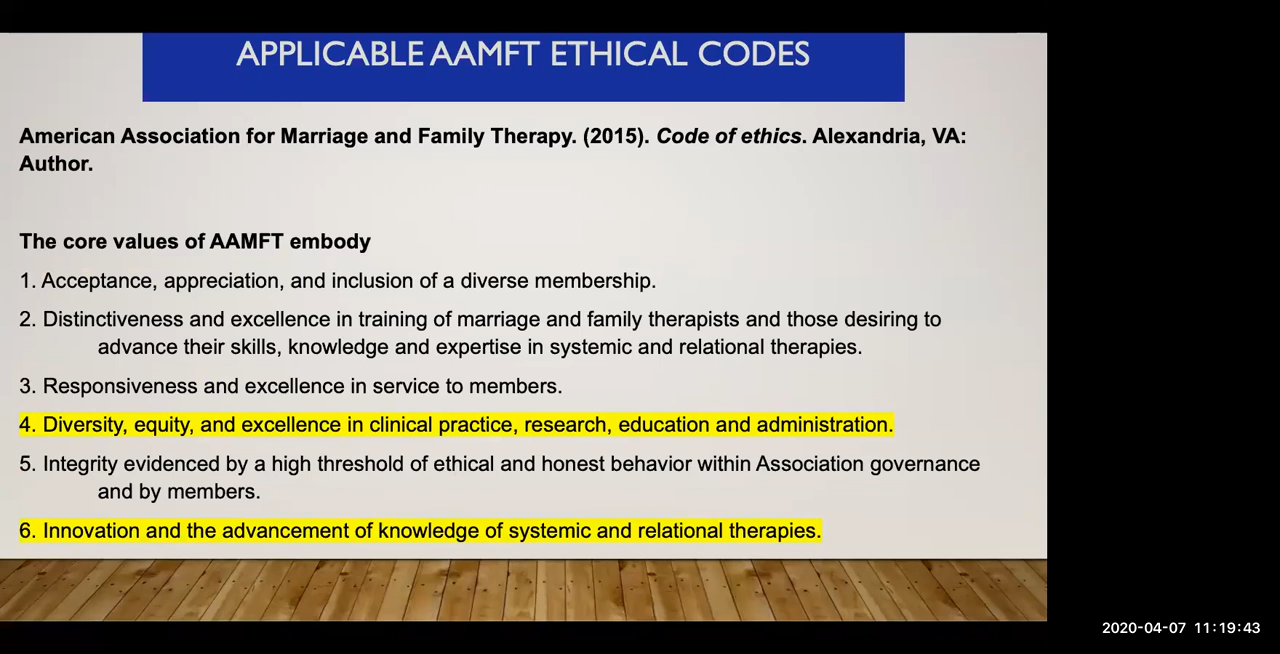 APPLICABLE AAMFT ETHICAL CODES
American Association for Marriage and Family Therapy. (2015). Code of ethics. Alexandria, VA:
Author.
The core values of AAMFT embody
1. Acceptance, appreciation, and inclusion of a diverse membership.
2. Distinctiveness and excellence in training of marriage and family therapists and those desiring to
advance their skills, knowledge and expertise in systemic and relational therapies.
3. Responsiveness and excellence in service to members.
4. Diversity, equity, and excellence in clinical practice, research, education and administration.
5. Integrity evidenced by a high threshold of ethical and honest behavior within Association governance
and by members.
6. Innovation and the advancement of knowledge of systemic and relational therapies.
2020-04-07 11:19:43